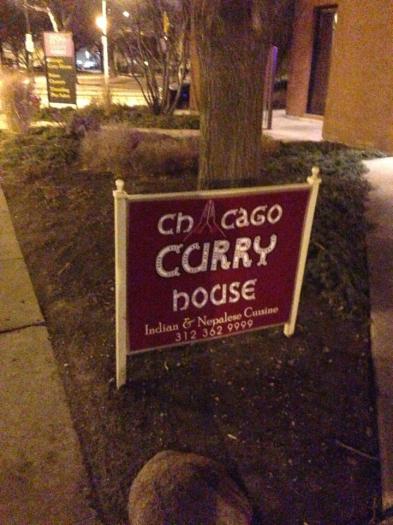 Chicago
CURRY
house
Indian & Nepalese Cuisine
312 362 9999